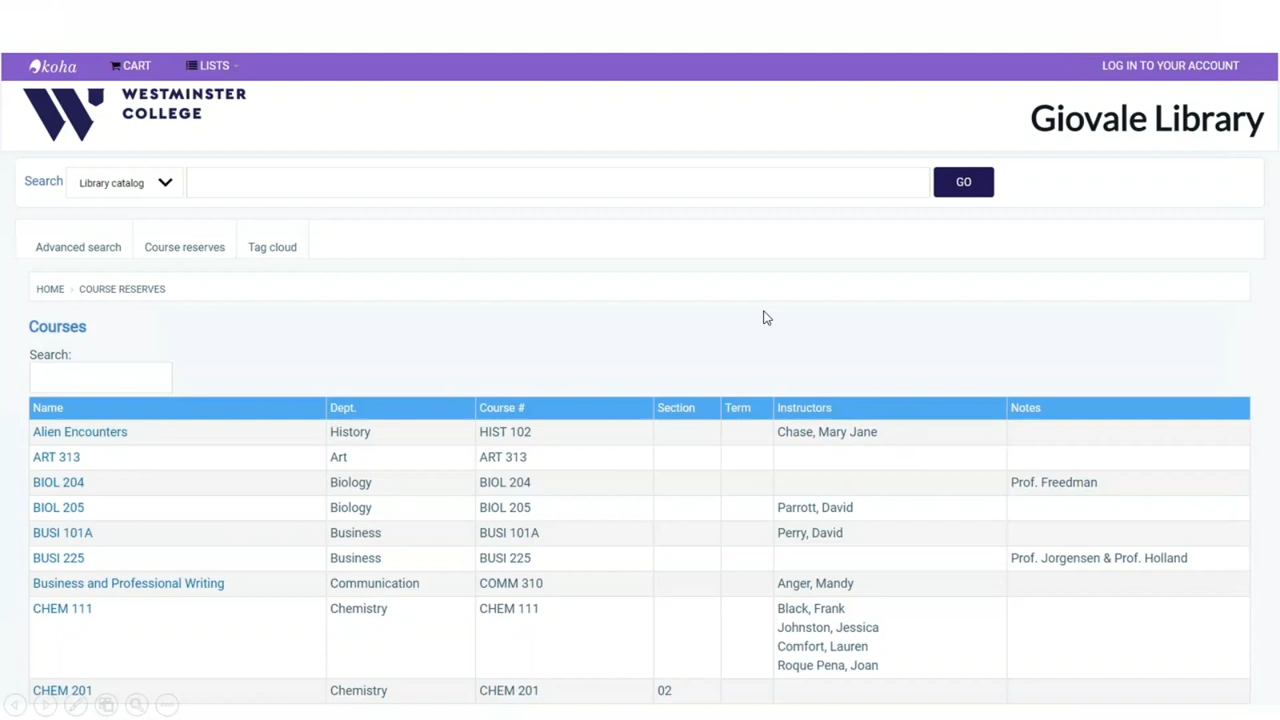 koha CART LISTS LOG IN TO YOUR ACCOUNT
WESTMINSTER
COLLEGE
Giovale Library
Search Library catalog GO
Advanced search Course reserves Tag cloud
HOME › COURSE RESERVES
Courses
Search:
Name Dept. Course # Section Term Instructors Notes
Alien Encounters History HIST 102 Chase, Mary Jane
ART 313 Art ART 313
BIOL 204 Biology BIOL 204 Prof. Freedman
BIOL 205 Biology BIOL 205 Parrott, David
BUSI 101A Business BUSI 101A Perry, David
BUSI 225 Business BUSI 225 Prof. Jorgensen & Prof. Holland
Business and Professional Writing Communication COMM 310 Anger, Mandy
CHEM 111 Chemistry CHEM 111 Black, Frank
Johnston, Jessica
Comfort, Lauren
Roque Pena, Joan
CHEM 201 Chemistry CHEM 201 02